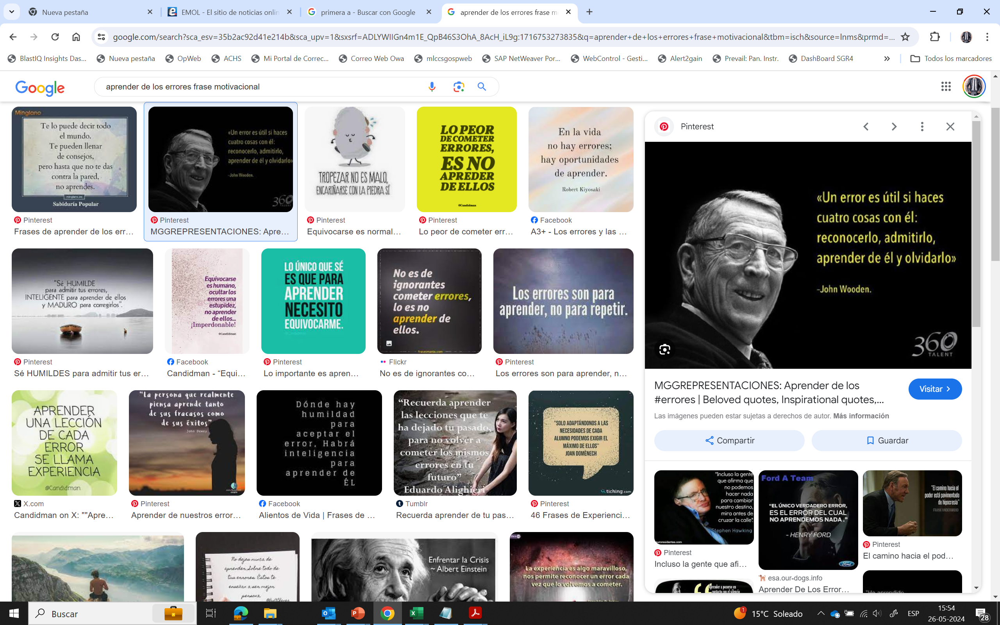 Nueva pestaña
EMOL - El sitio de noticias onlin
primera a - Buscar con Google
aprender de los errores frase m
google.com/search?sca_esv=35b2ac92d41e214b&sca_upv=1&sxsrf=ADLYWIIGn4m1E_QpB46S3OhA_8AcH_iL9g:1716753273835&q=aprender+de+los+errores+frase+motivacional&tbm=isch&source=lnms&prmd=...
BlastIQ Insights Das...
Nueva pestaña
OpWeb
ACHS
Mi Portal de Correc...
Correo Web Owa
mlccsgospweb
SAP NetWeaver Por...
WebControl - Gesti...
Alert2gain
Prevail: Pan. Instr.
DashBoard SGR4
Todos los marcadores
Google
aprender de los errores frase motivacional
Minglano
Te lo puede decir todo
el mundo.
Te pueden llenar
de consejos,
pero hasta que no te das
contra la pared,
no aprendes.
minglano.es
Sabiduría Popular
Pinterest
Frases de aprender de los err...
«Un error es útil si haces
cuatro cosas con él:
reconocerlo, admitirlo,
aprender de él y olvidarlo»
-John Wooden.
360
TALENT
Pinterest
MGGREPRESENTACIONES: Apre...
TROPEZAR NO ES MALO,
ENCARIÑARSE CON LA PIEDRA SÍ
Pinterest
Equivocarse es normal...
LO PEOR
DE COMETER
ERRORES,
ES NO
APREDER
DE ELLOS
@Candidman
Pinterest
Lo peor de cometer err...
En la vida
no hay errores;
hay oportunidades
de aprender.
Robert Kiyosaki
Facebook
A3+ - Los errores y las ...
"Sé HUMILDE
para admitir tus errores,
INTELIGENTE para aprender de ellos
y MADURO para corregirlos".
Pinterest
Sé HUMILDES para admitir tus er...
Equivocarse
es humano,
ocultar los
errores una
estupidez,
no aprender
de ellos...
¡Imperdonable!
@Candidman
Facebook
Candidman - “Equi...
LO ÚNICO QUE SÉ
ES QUE PARA
APRENDER
NECESITO
EQUIVOCARME.
Pinterest
Lo importante es apren...
No es de
ignorantes
cometer errores,
lo es no
aprender de
ellos.
frasesmania.com
Flickr
No es de ignorantes co...
Los errores son para
aprender, no para repetir.
Pinterest
Los errores son para aprender, n...
APRENDER
UNA LECCIÓN
DE CADA
ERROR
SE LLAMA
EXPERIENCIA
@Candidman
X.com
Candidman on X: ""Apre...
“La persona que realmente
piensa aprende tanto
de sus fracasos como
de sus éxitos”
John Dewey
Pinterest
Aprender de nuestros error...
Dónde hay
humildad
para
aceptar el
error, Habrá
inteligencia
para
aprender de
ÉL
Facebook
Alientos de Vida | Frases de ...
“Recuerda aprender
las lecciones que te
ha dejado tu pasado,
para no volver a
cometer los mismos
errores en tu
futuro”
Eduardo Alighieri
Tumblr
Recuerda aprender de tu pas...
"SOLO ADAPTÁNDONOS A LAS
NECESIDADES DE CADA
ALUMNO PODEMOS EXIGIR EL
MÁXIMO DE ELLOS"
JOAN DOMÈNECH
tiching.com
Pinterest
46 Frases de Experienci...
No dejes nunca de
aprender. Sobre todo de
tus errores. Éstos te
enseñan a ser mejor
persona.
Enfrentar la Crisis
~ Albert Einstein
La experiencia es algo maravilloso,
nos permite reconocer un error cada
vez que lo volvemos a cometer.
Pinterest
«Un error es útil si haces
cuatro cosas con él:
reconocerlo, admitirlo,
aprender de él y olvidarlo»
-John Wooden.
360
TALENT
MGGREPRESENTACIONES: Aprender de los
#errores | Beloved quotes, Inspirational quotes,...
Visitar
Las imágenes pueden estar sujetas a derechos de autor. Más información
Compartir
Guardar
"Incluso la gente
que afirma que
no podemos
hacer nada
para cambiar
nuestro destino,
mira antes de
cruzar la calle".
Stephen Hawking
Pinterest
Incluso la gente que afi...
Ford A Team
“EL ÚNICO VERDADERO ERROR,
ES EL ERROR DEL CUAL
NO APRENDEMOS NADA .”
- HENRY FORD
Ford
esa.our-dogs.info
Aprender De Los Error...
"El camino hacia el
poder está pavimentado
de hipocresía"
FRANK UNDERWOOD
Pinterest
El camino hacia el pod...
Aprender a ponerse en
contacto con el silencio
"He aprendido
Buscar
1
15°C Soleado
ESP
15:54
26-05-2024
28